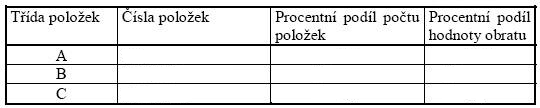 Třída položek Čísla položek Procentní podíl počtu položek Procentní podíl hodnoty obratu
A
B
C